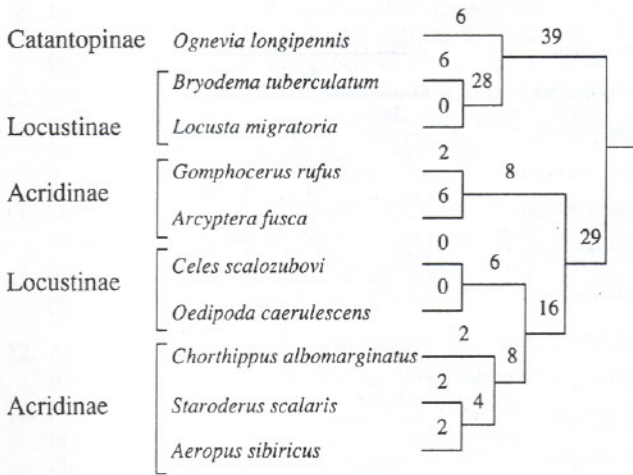 6
39
Catantopinae Ognevia longipennis
6
Bryodema tuberculatum
28
0
Locustinae Locusta migratoria
2
Gomphocerus rufus 8
Acridinae 6
Arcyptera fusca
0
29
Celes scalozubovi 6
Locustinae 0
Oedipoda caerulescens 16
2
Chorthippus albomarginatus 8
2
Acridinae Staroderus scalaris 4
2
Aeropus sibiricus